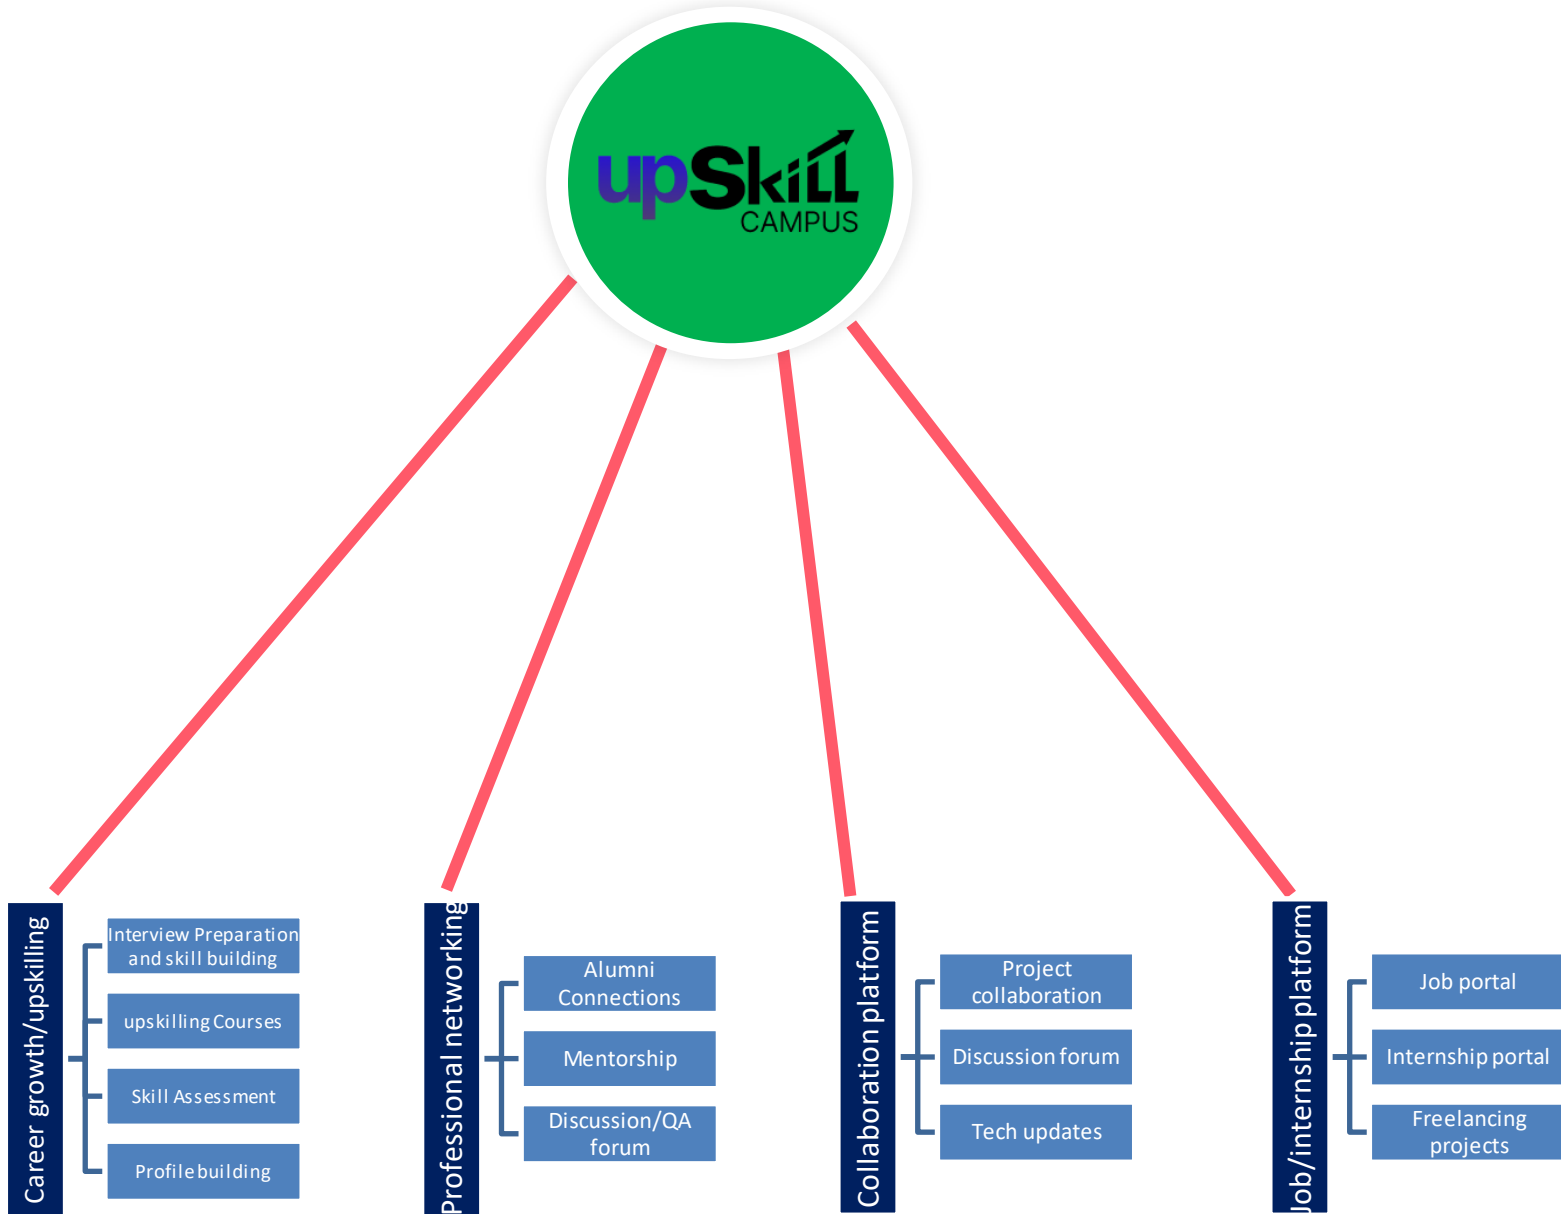 upSkill
CAMPUS
Career growth/upskilling
Interview Preparation
and skill building
upskilling Courses
Skill Assessment
Profile building
Professional networking
Alumni
Connections
Mentorship
Discussion/QA
forum
Collaboration platform
Project
collaboration
Discussion forum
Tech updates
Job/internship platform
Job portal
Internship portal
Freelancing
projects